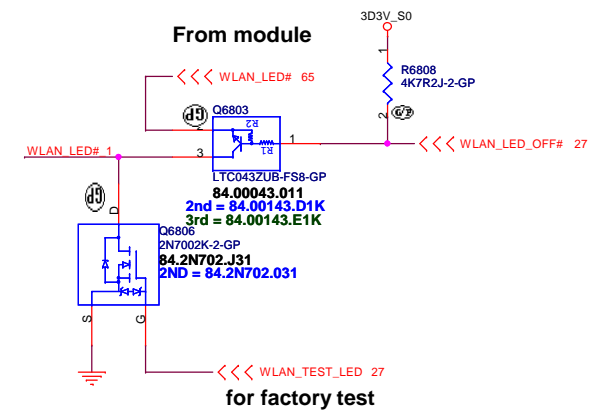 3D3V_S0
From module
1
R6808
4K7R2J-2-GP
WLAN_LED# 65
2
GP
Q6803
R2
2
R1
1
WLAN_LED_OFF# 27
WLAN_LED#_1
3
LTC043ZUB-FS8-GP
84.00043.011
2nd = 84.00143.D1K
3rd = 84.00143.E1K
GP
D
Q6806
2N7002K-2-GP
84.2N702.J31
2ND = 84.2N702.031
S
G
WLAN_TEST_LED 27
for factory test